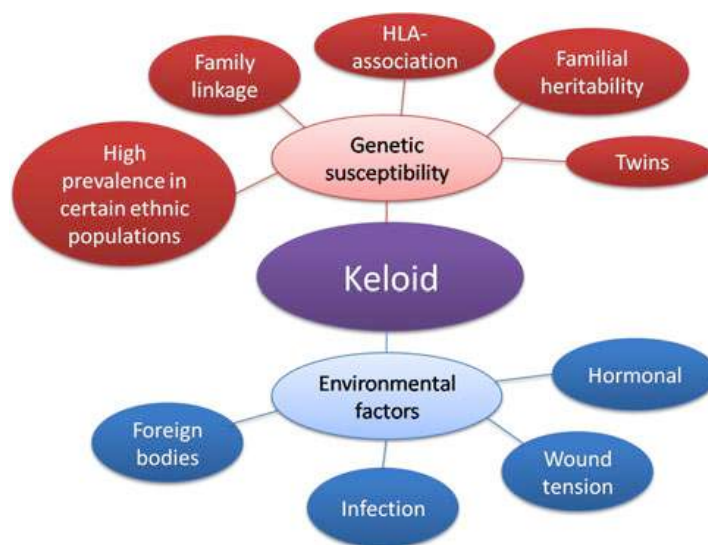 HLA-
association
Family
linkage
Familial
heritability
Genetic
susceptibility
High
prevalence in
certain ethnic
populations
Twins
Keloid
Environmental
factors
Hormonal
Foreign
bodies
Wound
tension
Infection